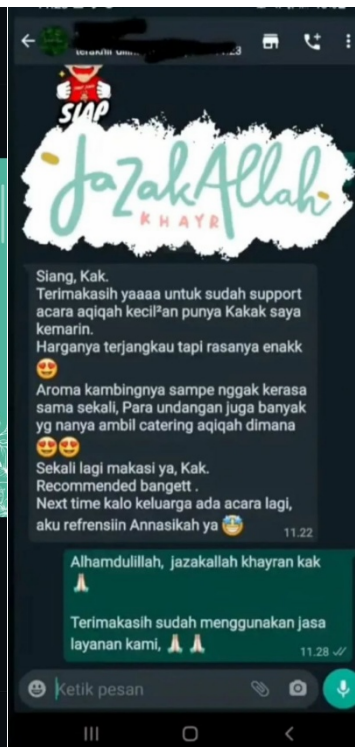 SIAP
JazakAllah
KHAYR
Siang, Kak.
Terimakasih yaaaa untuk sudah support
acara aqiqah kecil²an punya Kakak saya
kemarin.
Harganya terjangkau tapi rasanya enakk
😍
Aroma kambingnya sampe nggak kerasa
sama sekali, Para undangan juga banyak
yg nanya ambil catering aqiqah dimana
😍😍
Sekali lagi makasi ya, Kak.
Recommended bangett .
Next time kalo keluarga ada acara lagi,
aku refrensiin Annasikah ya 🤩
11.22
Alhamdulillah, jazakallah khayran kak
🙏🏻
Terimakasih sudah menggunakan jasa
layanan kami, 🙏🏻 🙏🏻
11.28
Ketik pesan